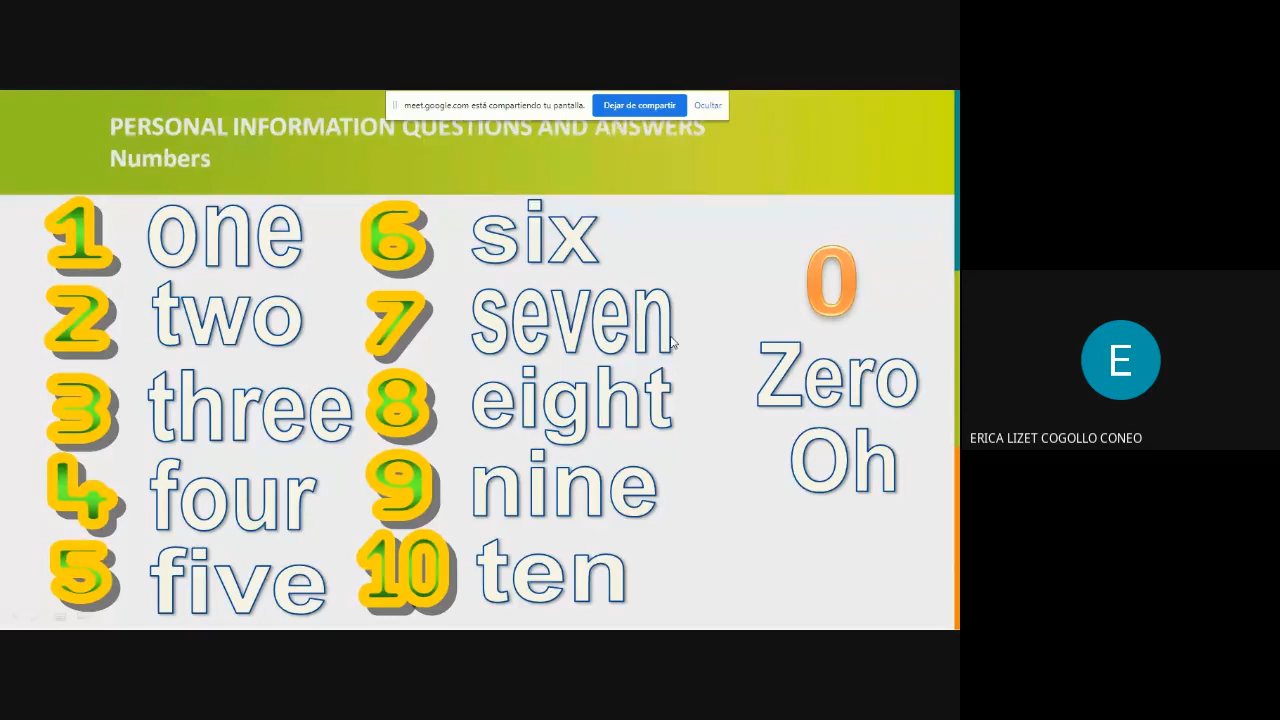 meet.google.com está compartiendo tu pantalla. Dejar de compartir Ocultar
PERSONAL INFORMATION QUESTIONS AND ANSWERS
Numbers
1 one
2 two
3 three
4 four
5 five
6 six
7 seven
8 eight
9 nine
10 ten
0
Zero
Oh
E
ERICA LIZET COGOLLO CONEO